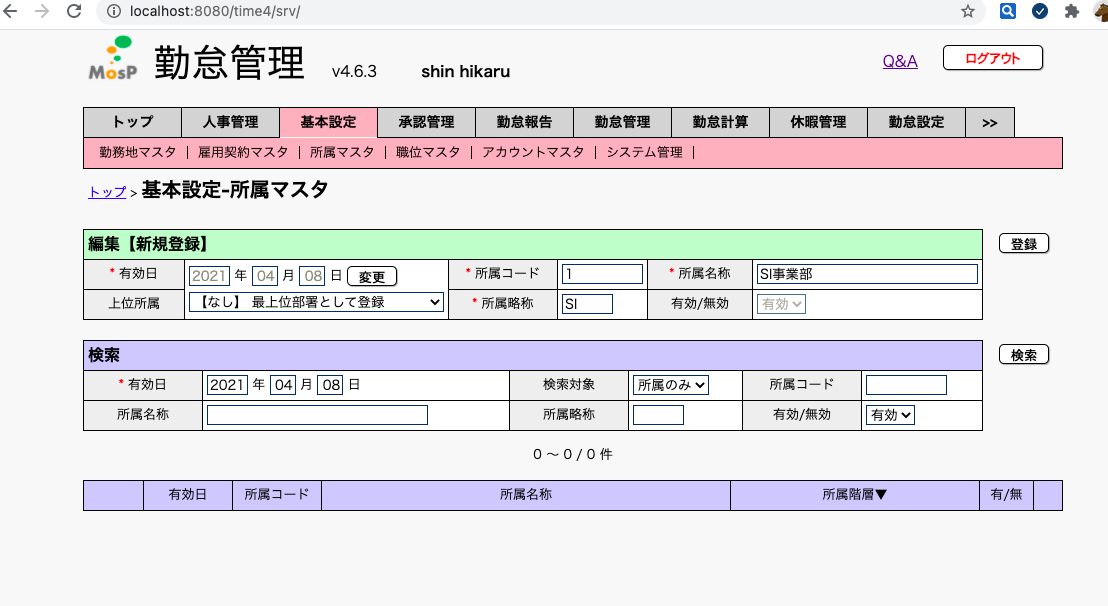 localhost:8080/time4/srv/
MosP 勤怠管理 v4.6.3 shin hikaru Q&A ログアウト
トップ 人事管理 基本設定 承認管理 勤怠報告 勤怠管理 勤怠計算 休暇管理 勤怠設定 >>
勤務地マスタ | 雇用契約マスタ | 所属マスタ | 職位マスタ | アカウントマスタ | システム管理 |
トップ > 基本設定-所属マスタ
編集【新規登録】 登録
* 有効日 2021 年 04 月 08 日 変更 * 所属コード 1 * 所属名称 SI事業部
上位所属 【なし】 最上位部署として登録 * 所属略称 SI 有効/無効 有効
検索 検索
* 有効日 2021 年 04 月 08 日 検索対象 所属のみ 所属コード
所属名称 所属略称 有効/無効 有効
0 ～ 0 / 0 件
有効日 所属コード 所属名称 所属階層▼ 有/無